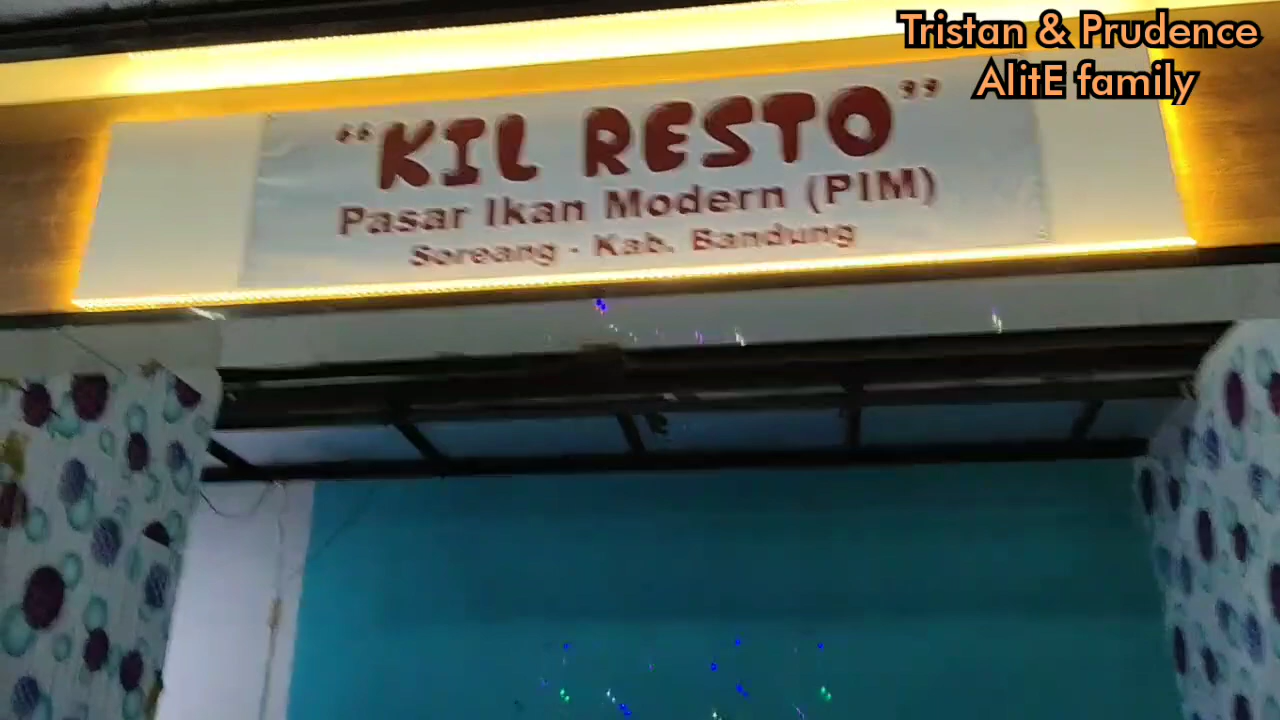 Tristan & Prudence
AlitE family
"KIL RESTO"
Pasar Ikan Modern (PIM)
Soreang - Kab. Bandung